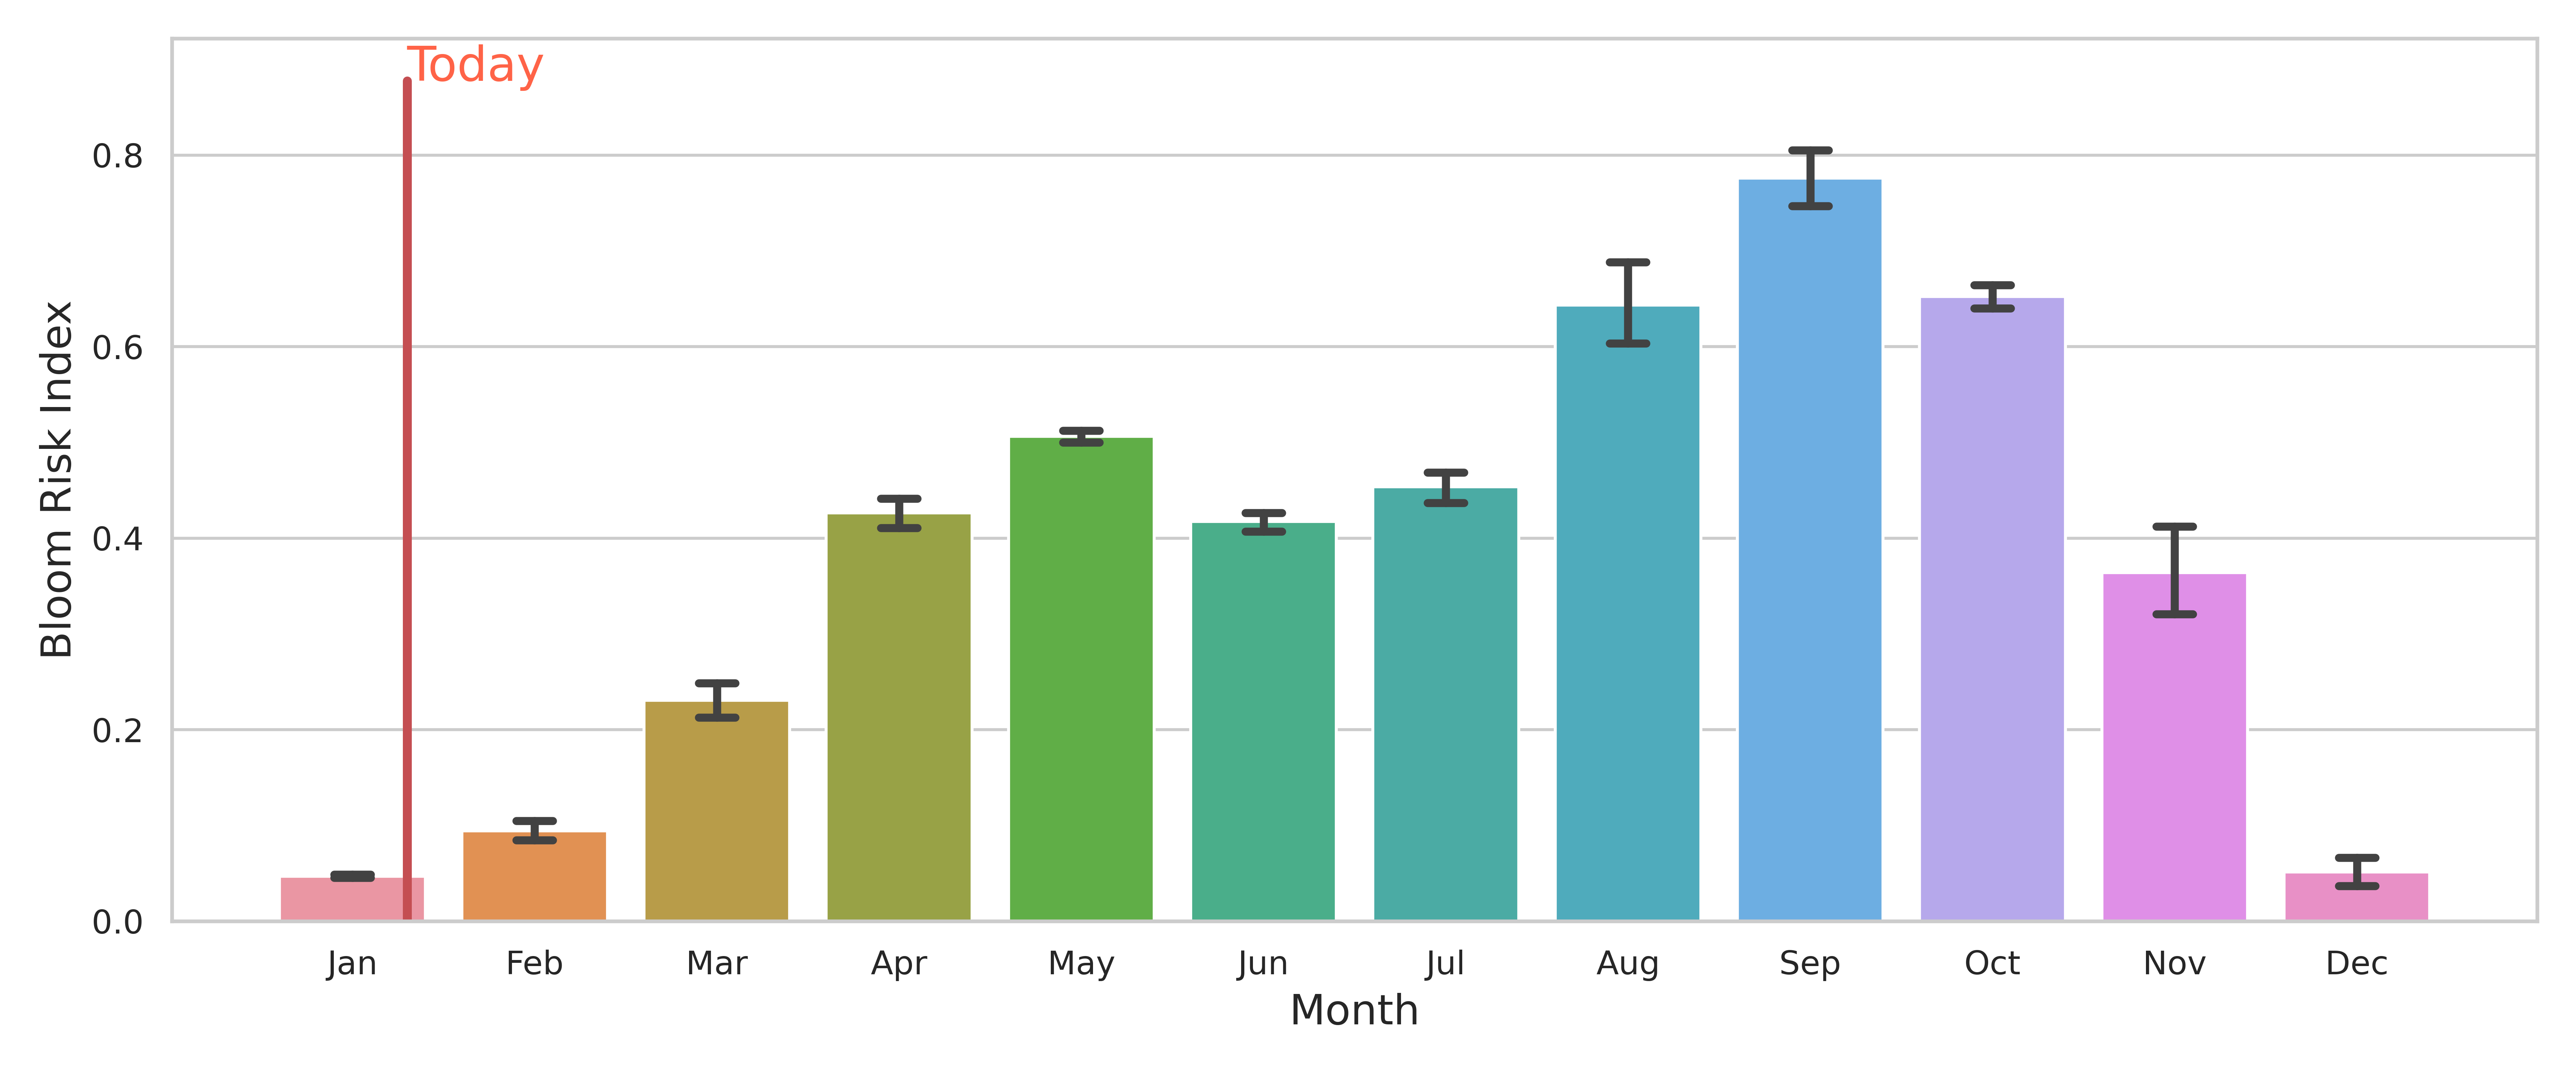 Today
Bloom Risk Index
0.8
0.6
0.4
0.2
0.0
Jan Feb Mar Apr May Jun Jul Aug Sep Oct Nov Dec
Month